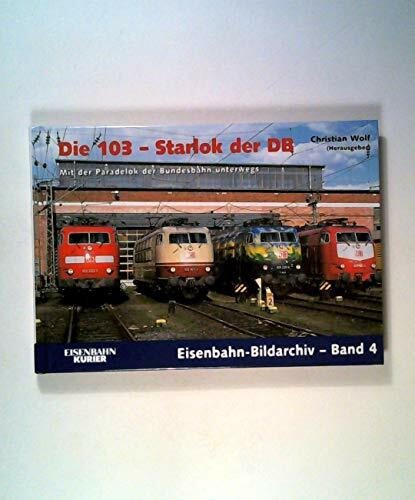 Die 103 – Starlok der DB
Christian Wolf
(Herausgeber)
Mit der Paradelok der Bundesbahn unterwegs
EISENBAHN
KURIER
Eisenbahn-Bildarchiv – Band 4